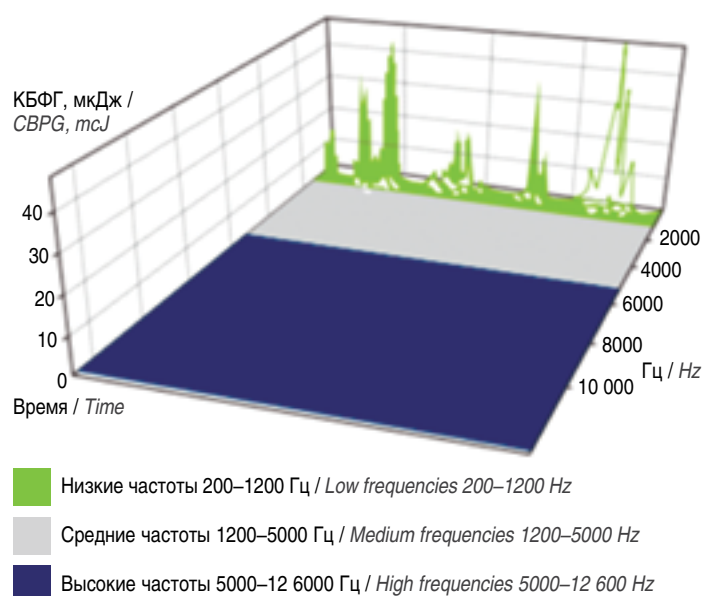 КБФГ, мкДж /
CBPG, mcJ
40
30
20
10
0
2000
4000
6000
8000
10 000
Гц / Hz
Время / Time
Низкие частоты 200–1200 Гц / Low frequencies 200–1200 Hz
Средние частоты 1200–5000 Гц / Medium frequencies 1200–5000 Hz
Высокие частоты 5000–12 6000 Гц / High frequencies 5000–12 600 Hz